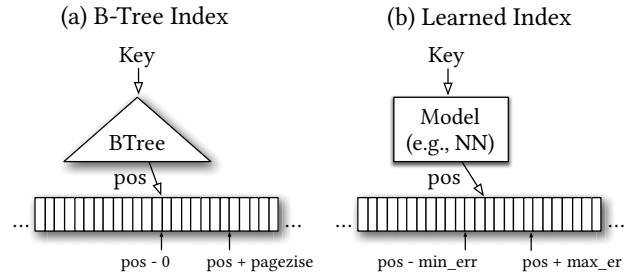 (a) B-Tree Index
Key
BTree
pos
...
...
pos - 0
pos + pagezise
(b) Learned Index
Key
Model
(e.g., NN)
pos
...
...
pos - min_err
pos + max_er